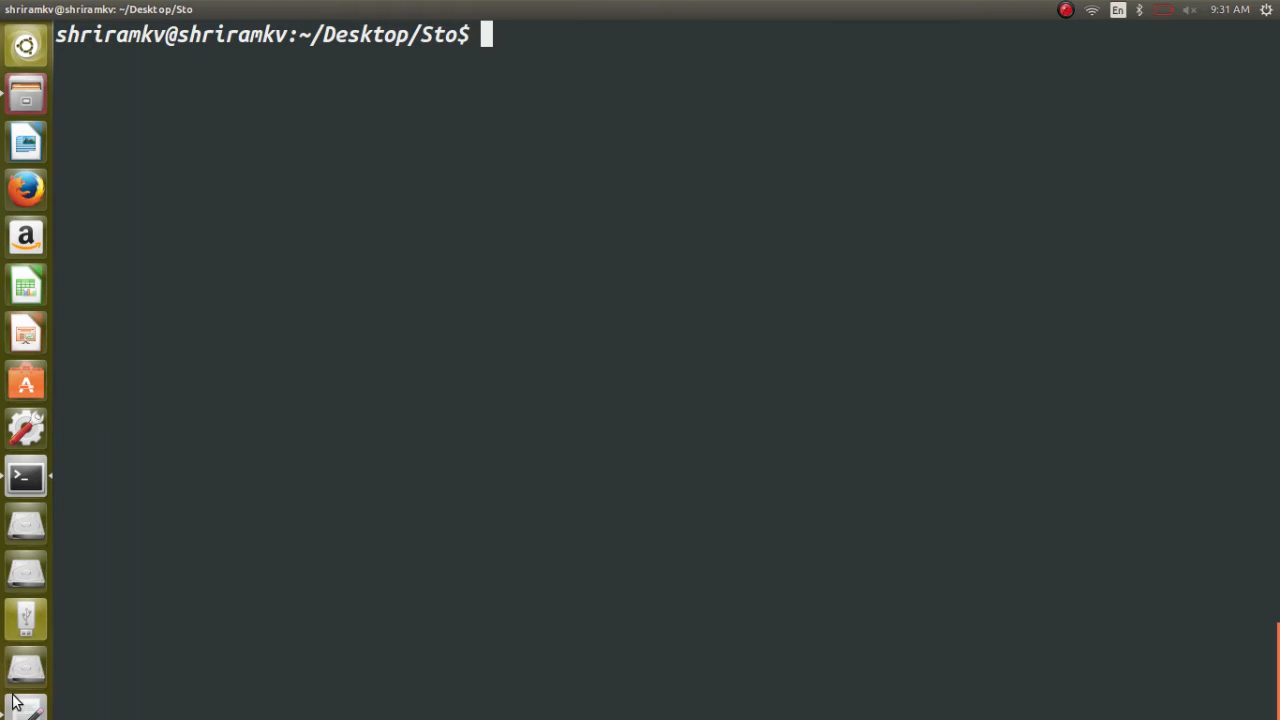 shriramkv@shriramkv: ~/Desktop/Sto
En
9:31 AM
shriramkv@shriramkv:~/Desktop/Sto$
a
A
>_